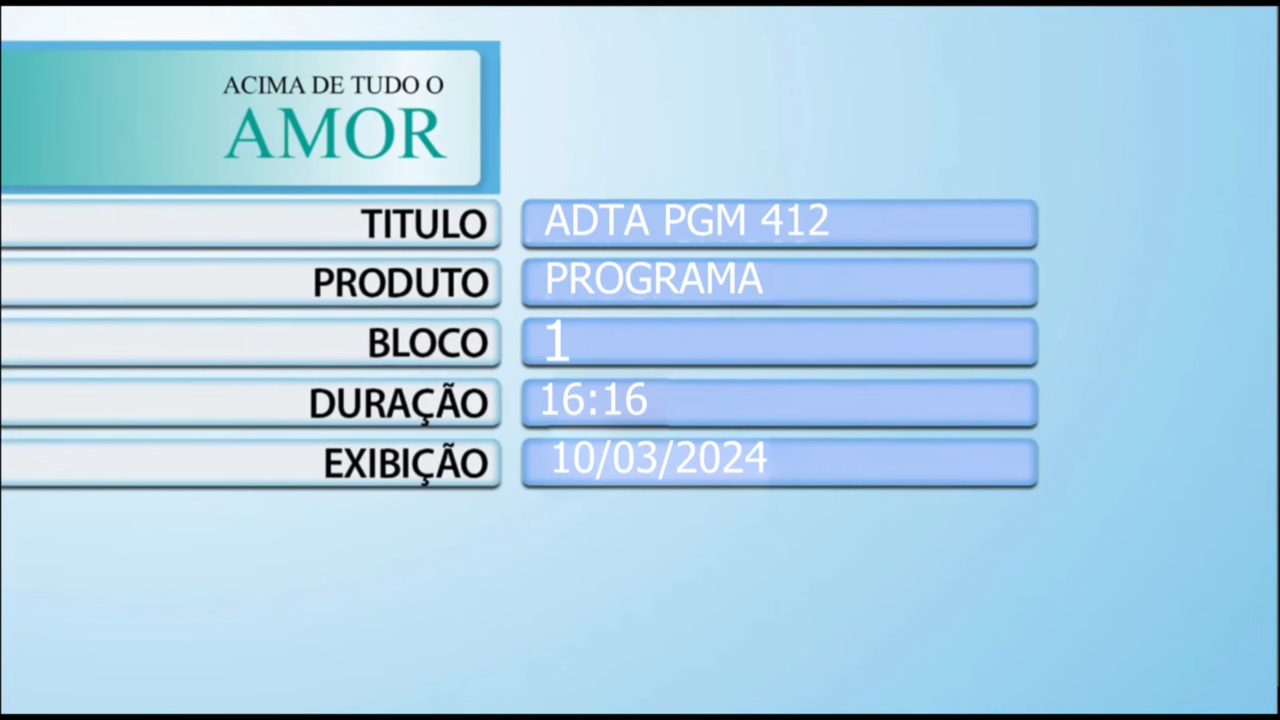 ACIMA DE TUDO O
AMOR
TITULO ADTA PGM 412
PRODUTO PROGRAMA
BLOCO 1
DURAÇÃO 16:16
EXIBIÇÃO 10/03/2024